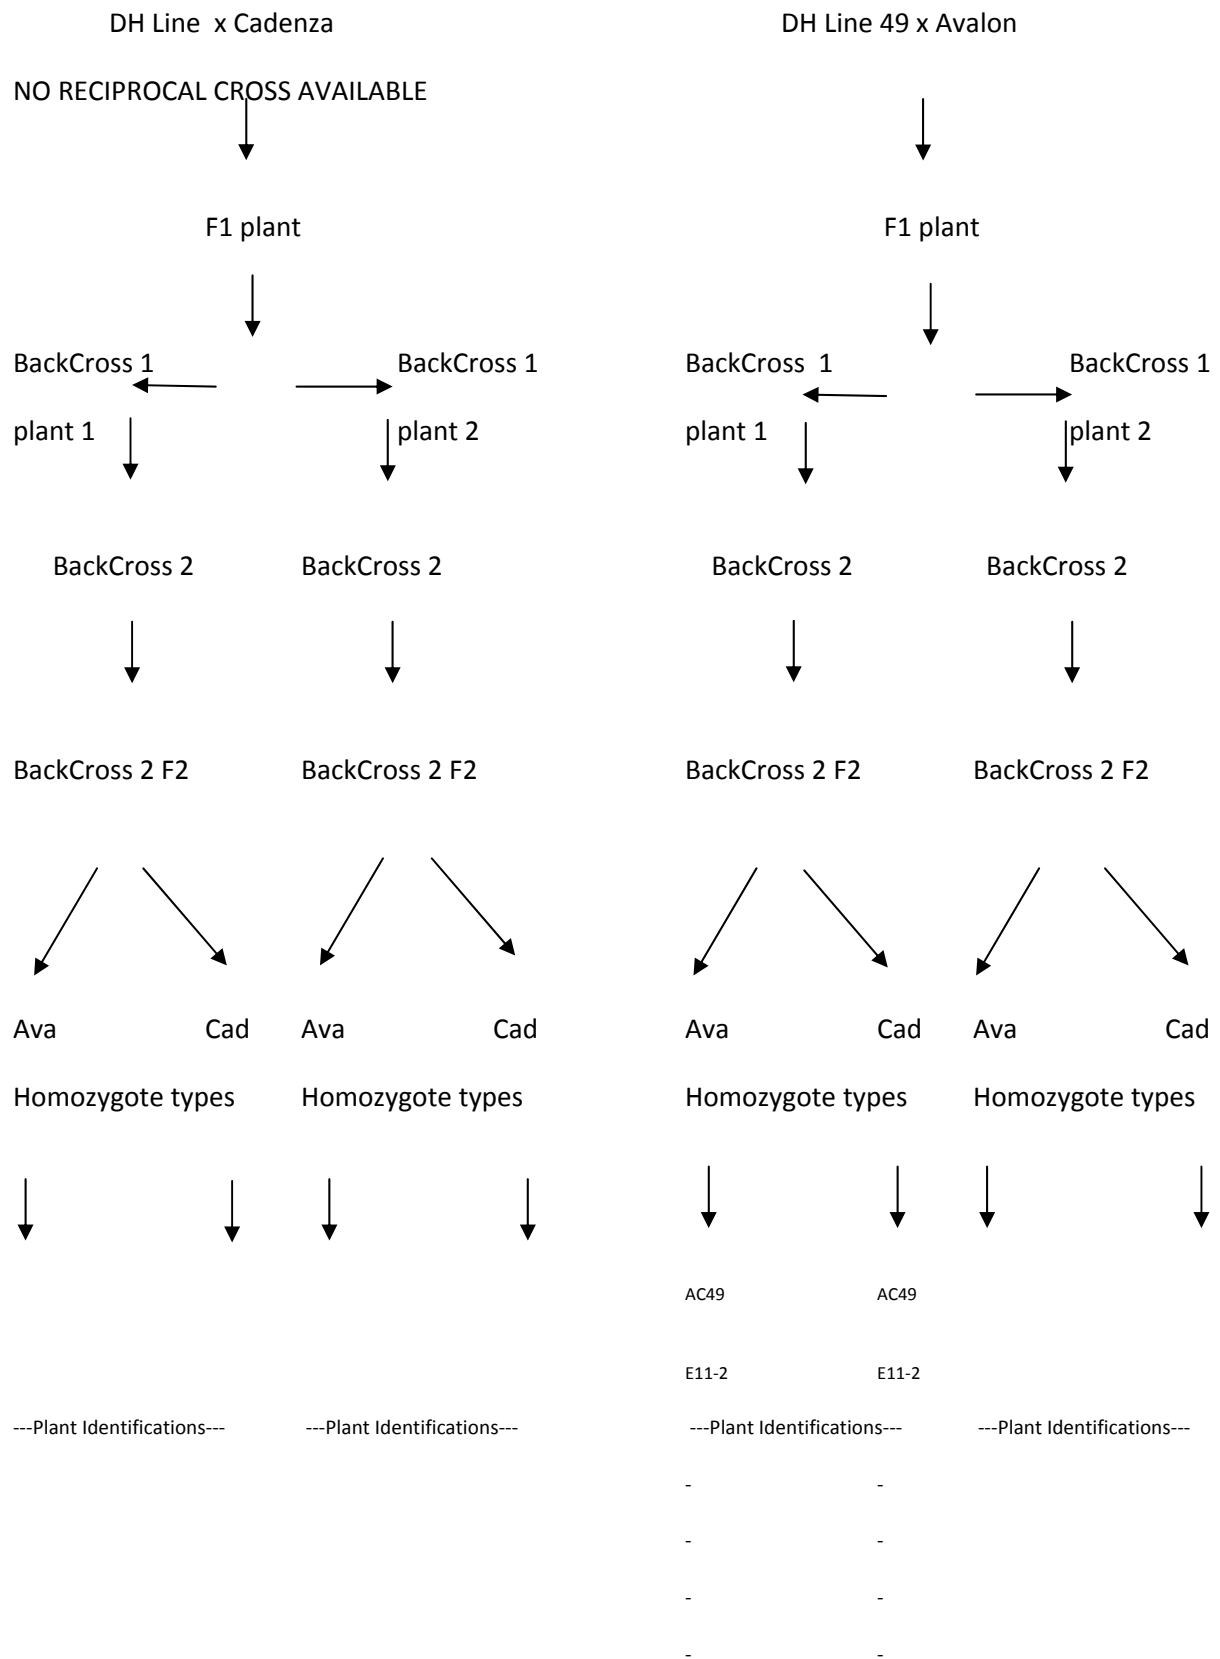 DH Line x Cadenza DH Line 49 x Avalon
NO RECIPROCAL CROSS AVAILABLE
F1 plant F1 plant
BackCross 1 BackCross 1 BackCross 1 BackCross 1
plant 1 plant 2 plant 1 plant 2
BackCross 2 BackCross 2 BackCross 2 BackCross 2
BackCross 2 F2 BackCross 2 F2 BackCross 2 F2 BackCross 2 F2
Ava Cad Ava Cad Ava Cad Ava Cad
Homozygote types Homozygote types Homozygote types Homozygote types
AC49 AC49
E11-2 E11-2
---Plant Identifications--- ---Plant Identifications--- ---Plant Identifications--- ---Plant Identifications---
- -
- -
- -
- -